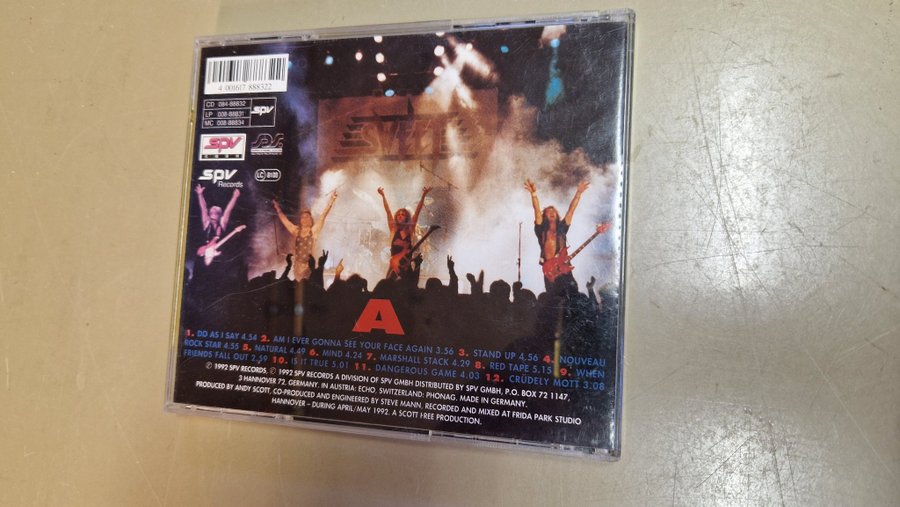 4 001617 888322
CD 084-88832
LP 008-88831
MC 008-88834
spv
SPV
SPV
Records
LC 8100
SWEET
A
1. DO AS I SAY 4.54 2. AM I EVER GONNA SEE YOUR FACE AGAIN 3.56 3. STAND UP 4.56 4. NOUVEAU
ROCK STAR 4.55 5. NATURAL 4.49 6. MIND 4.24 7. MARSHALL STACK 4.29 8. RED TAPE 5.15 9. WHEN
FRIENDS FALL OUT 2.59 10. IS IT TRUE 5.01 11. DANGEROUS GAME 4.03 12. CRÜDELY MOTT 3.08
℗ 1992 SPV RECORDS, © 1992 SPV RECORDS A DIVISION OF SPV GMBH DISTRIBUTED BY SPV GMBH, P.O. BOX 72 1147,
3 HANNOVER 72, GERMANY. IN AUSTRIA: ECHO, SWITZERLAND: PHONAG. MADE IN GERMANY.
PRODUCED BY ANDY SCOTT, CO-PRODUCED AND ENGINEERED BY STEVE MANN, RECORDED AND MIXED AT FRIDA PARK STUDIO
HANNOVER – DURING APRIL/MAY 1992. A SCOTT FREE PRODUCTION.